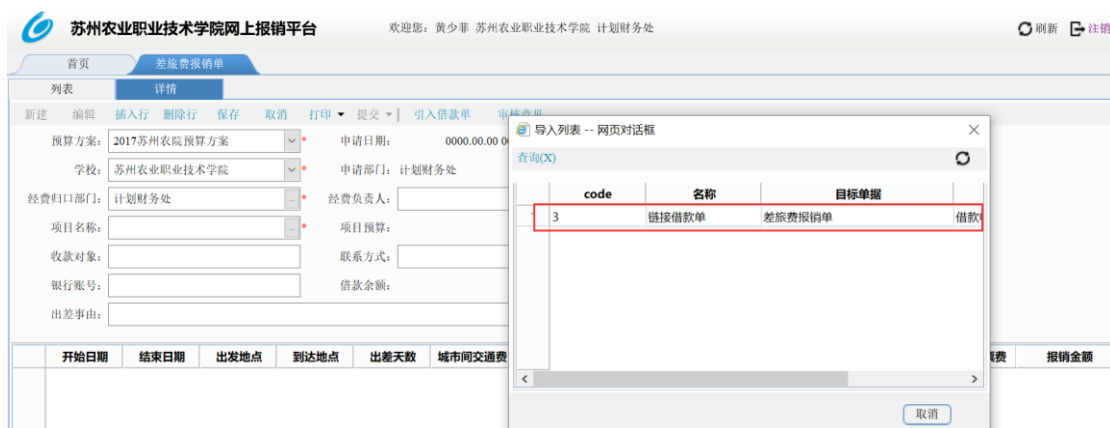 苏州农业职业技术学院网上报销平台 欢迎您：黄少菲 苏州农业职业技术学院 计划财务处 刷新 注销
首页 差旅费报销单
列表 详情
新建 编辑 插入行 删除行 保存 取消 打印 提交 引入借款单
预算方案： 2017苏州农院预算方案 * 申请日期： 0000.00.00
学校： 苏州农业职业技术学院 * 申请部门： 计划财务处
经费归口部门： 计划财务处 ... * 经费负责人：
项目名称： ... * 项目预算：
收款对象： 联系方式：
银行账号： 借款余额：
出差事由：
开始日期 结束日期 出发地点 到达地点 出差天数 城市间交通费 费 报销金额
导入列表 -- 网页对话框
查询(X)
code 名称 目标单据
3 链接借款单 差旅费报销单 借款
取消